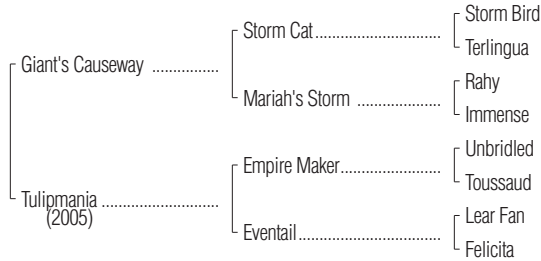 Storm Bird
Storm Cat
Terlingua
Giant's Causeway
Rahy
Mariah's Storm
Immense
Unbridled
Empire Maker
Toussaud
Tulipmania
(2005)
Lear Fan
Eventail
Felicita